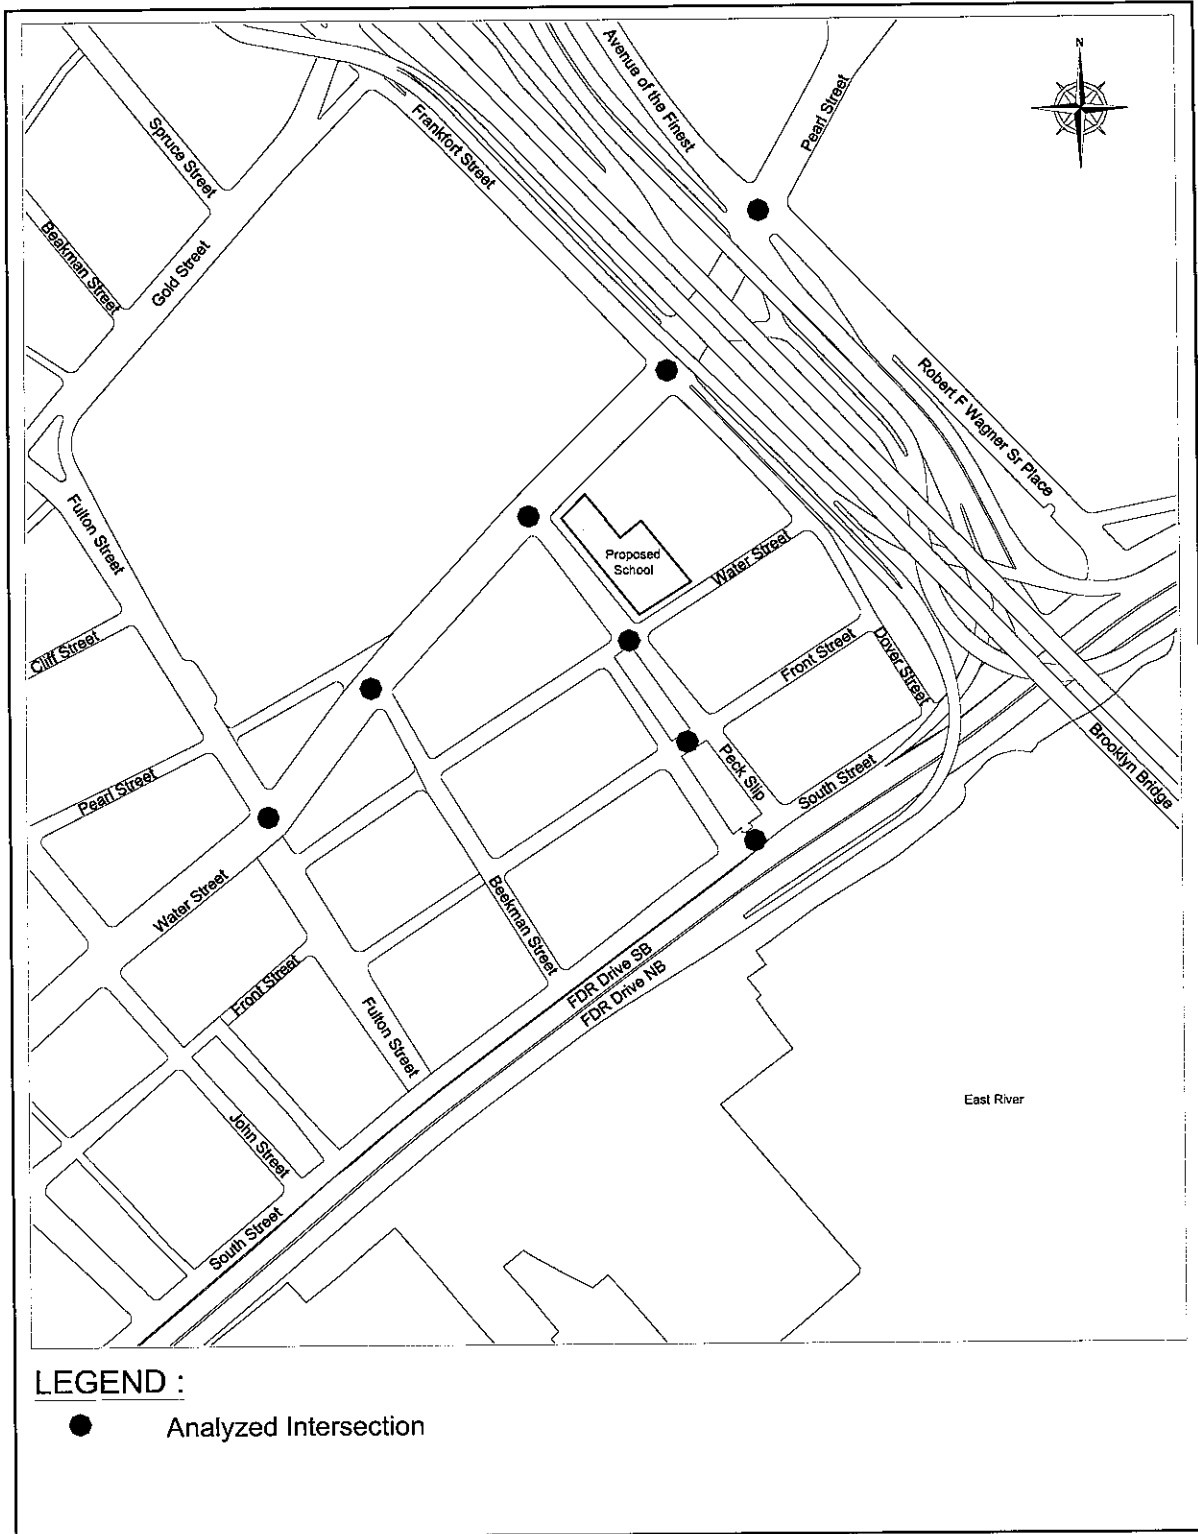 N
Avenue of the Finest
Pearl Street
Spruce Street
Frankfort Street
Beakman Street
Gold Street
Robert F Wagner Sr Place
Fulton Street
Proposed
School
Water Street
Cliff Street
Front Street
Dover Street
Pearl Street
Peck Slip
South Street
Brooklyn Bridge
Water Street
Beekman Street
Front Street
FDR Drive SB
FDR Drive NB
Fulton Street
East River
John Street
South Street
LEGEND :
Analyzed Intersection